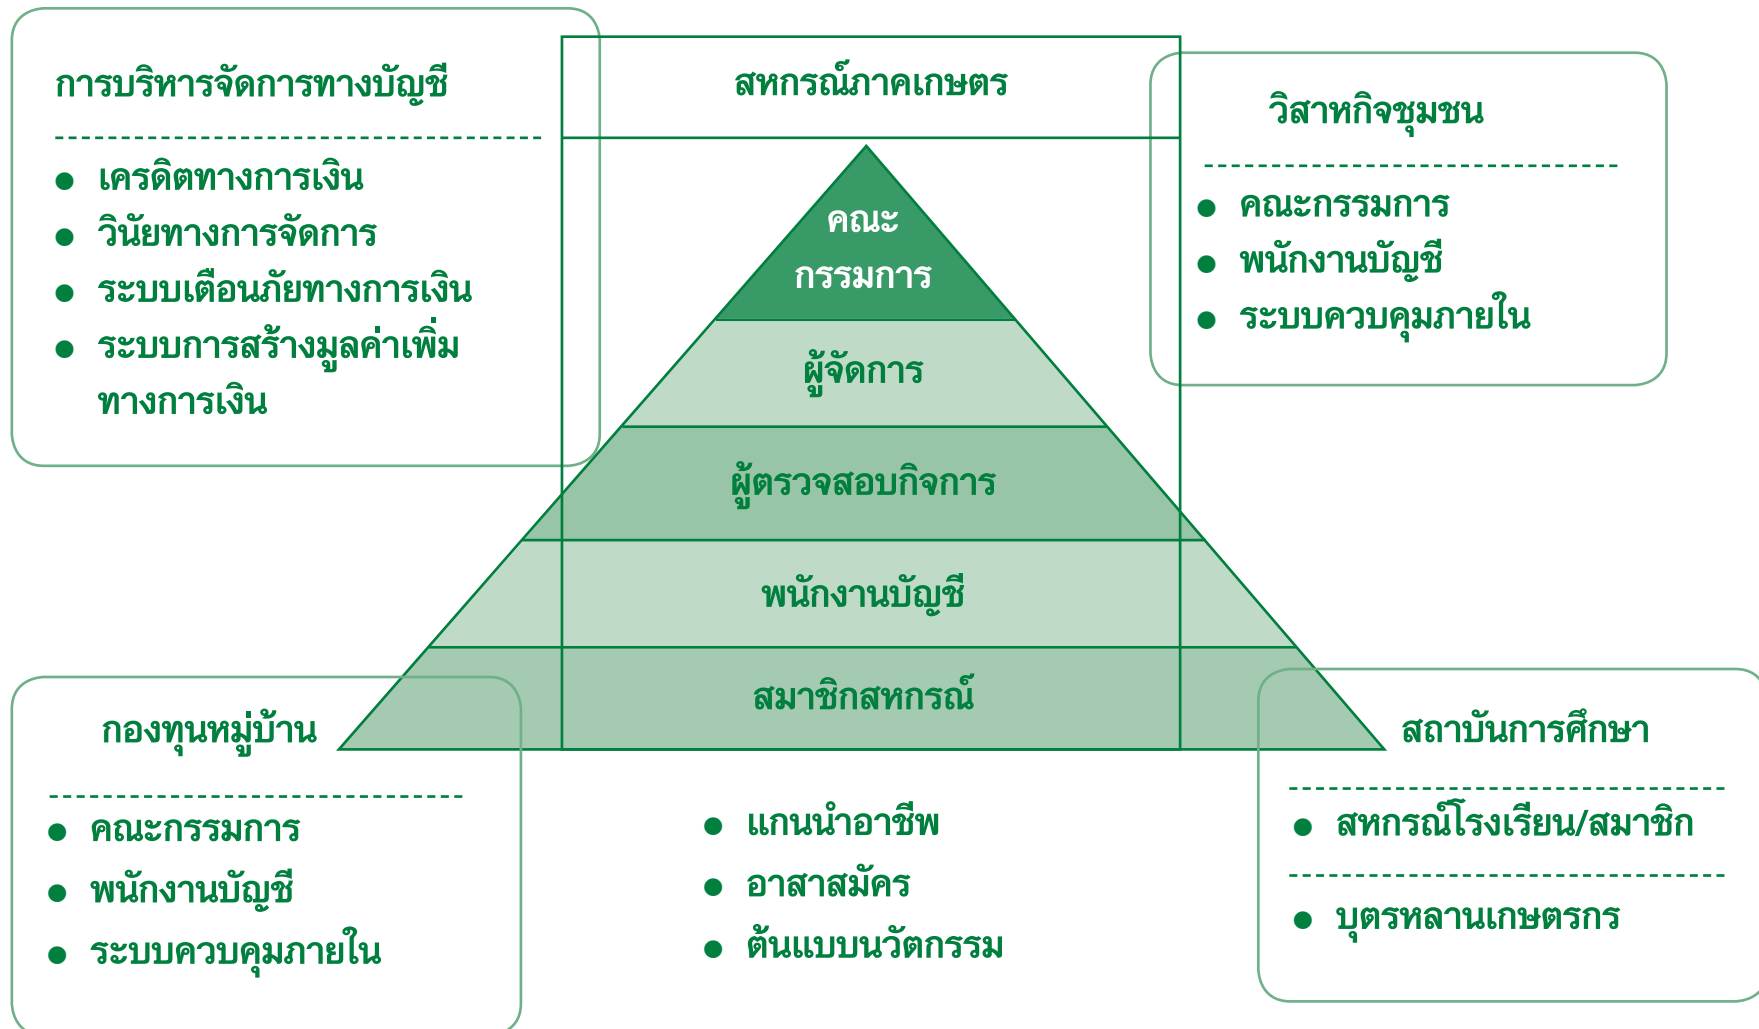 การบริหารจัดการทางบัญชี
● เครดิตทางการเงิน
● วินัยทางการจัดการ
● ระบบเตือนภัยทางการเงิน
● ระบบการสร้างมูลค่าเพิ่ม
ทางการเงิน
สหกรณ์ภาคเกษตร
คณะ
กรรมการ
ผู้จัดการ
ผู้ตรวจสอบกิจการ
พนักงานบัญชี
สมาชิกสหกรณ์
วิสาหกิจชุมชน
● คณะกรรมการ
● พนักงานบัญชี
● ระบบควบคุมภายใน
กองทุนหมู่บ้าน
● คณะกรรมการ
● พนักงานบัญชี
● ระบบควบคุมภายใน
● แกนนำอาชีพ
● อาสาสมัคร
● ต้นแบบนวัตกรรม
สถาบันการศึกษา
● สหกรณ์โรงเรียน/สมาชิก
● บุตรหลานเกษตรกร